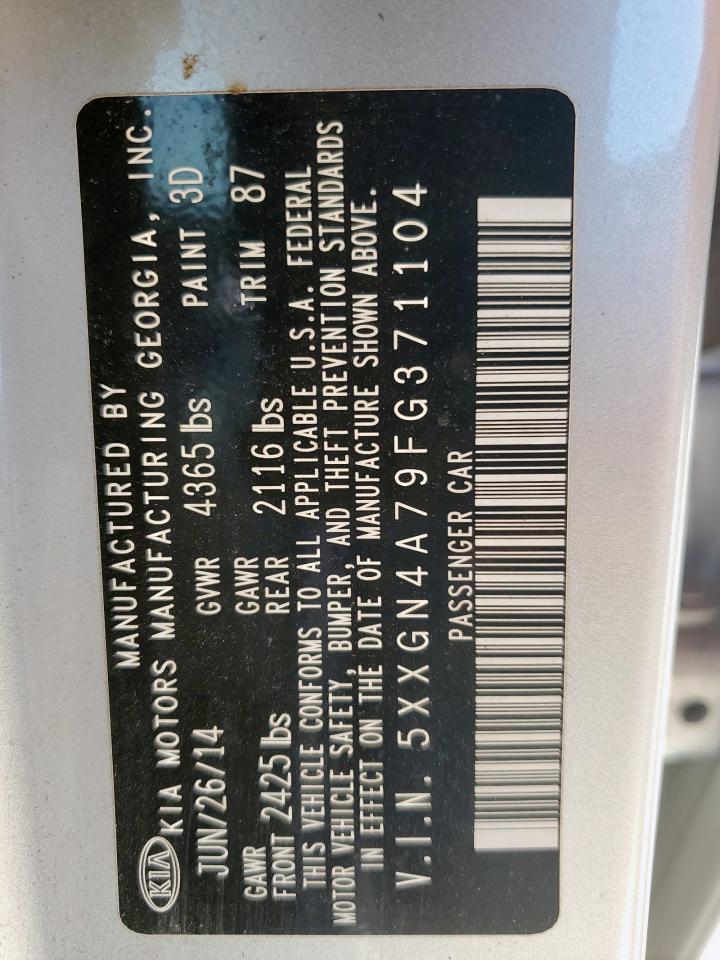 MANUFACTURED BY
KIA KIA MOTORS MANUFACTURING GEORGIA, INC.
JUN/26/14 GVWR 4365 lbs PAINT 3D
GAWR FRONT 2425 lbs GAWR REAR 2116 lbs TRIM 87
THIS VEHICLE CONFORMS TO ALL APPLICABLE U.S.A. FEDERAL
MOTOR VEHICLE SAFETY, BUMPER, AND THEFT PREVENTION STANDARDS
IN EFFECT ON THE DATE OF MANUFACTURE SHOWN ABOVE.
V.I.N. 5XXGN4A79FG371104
PASSENGER CAR